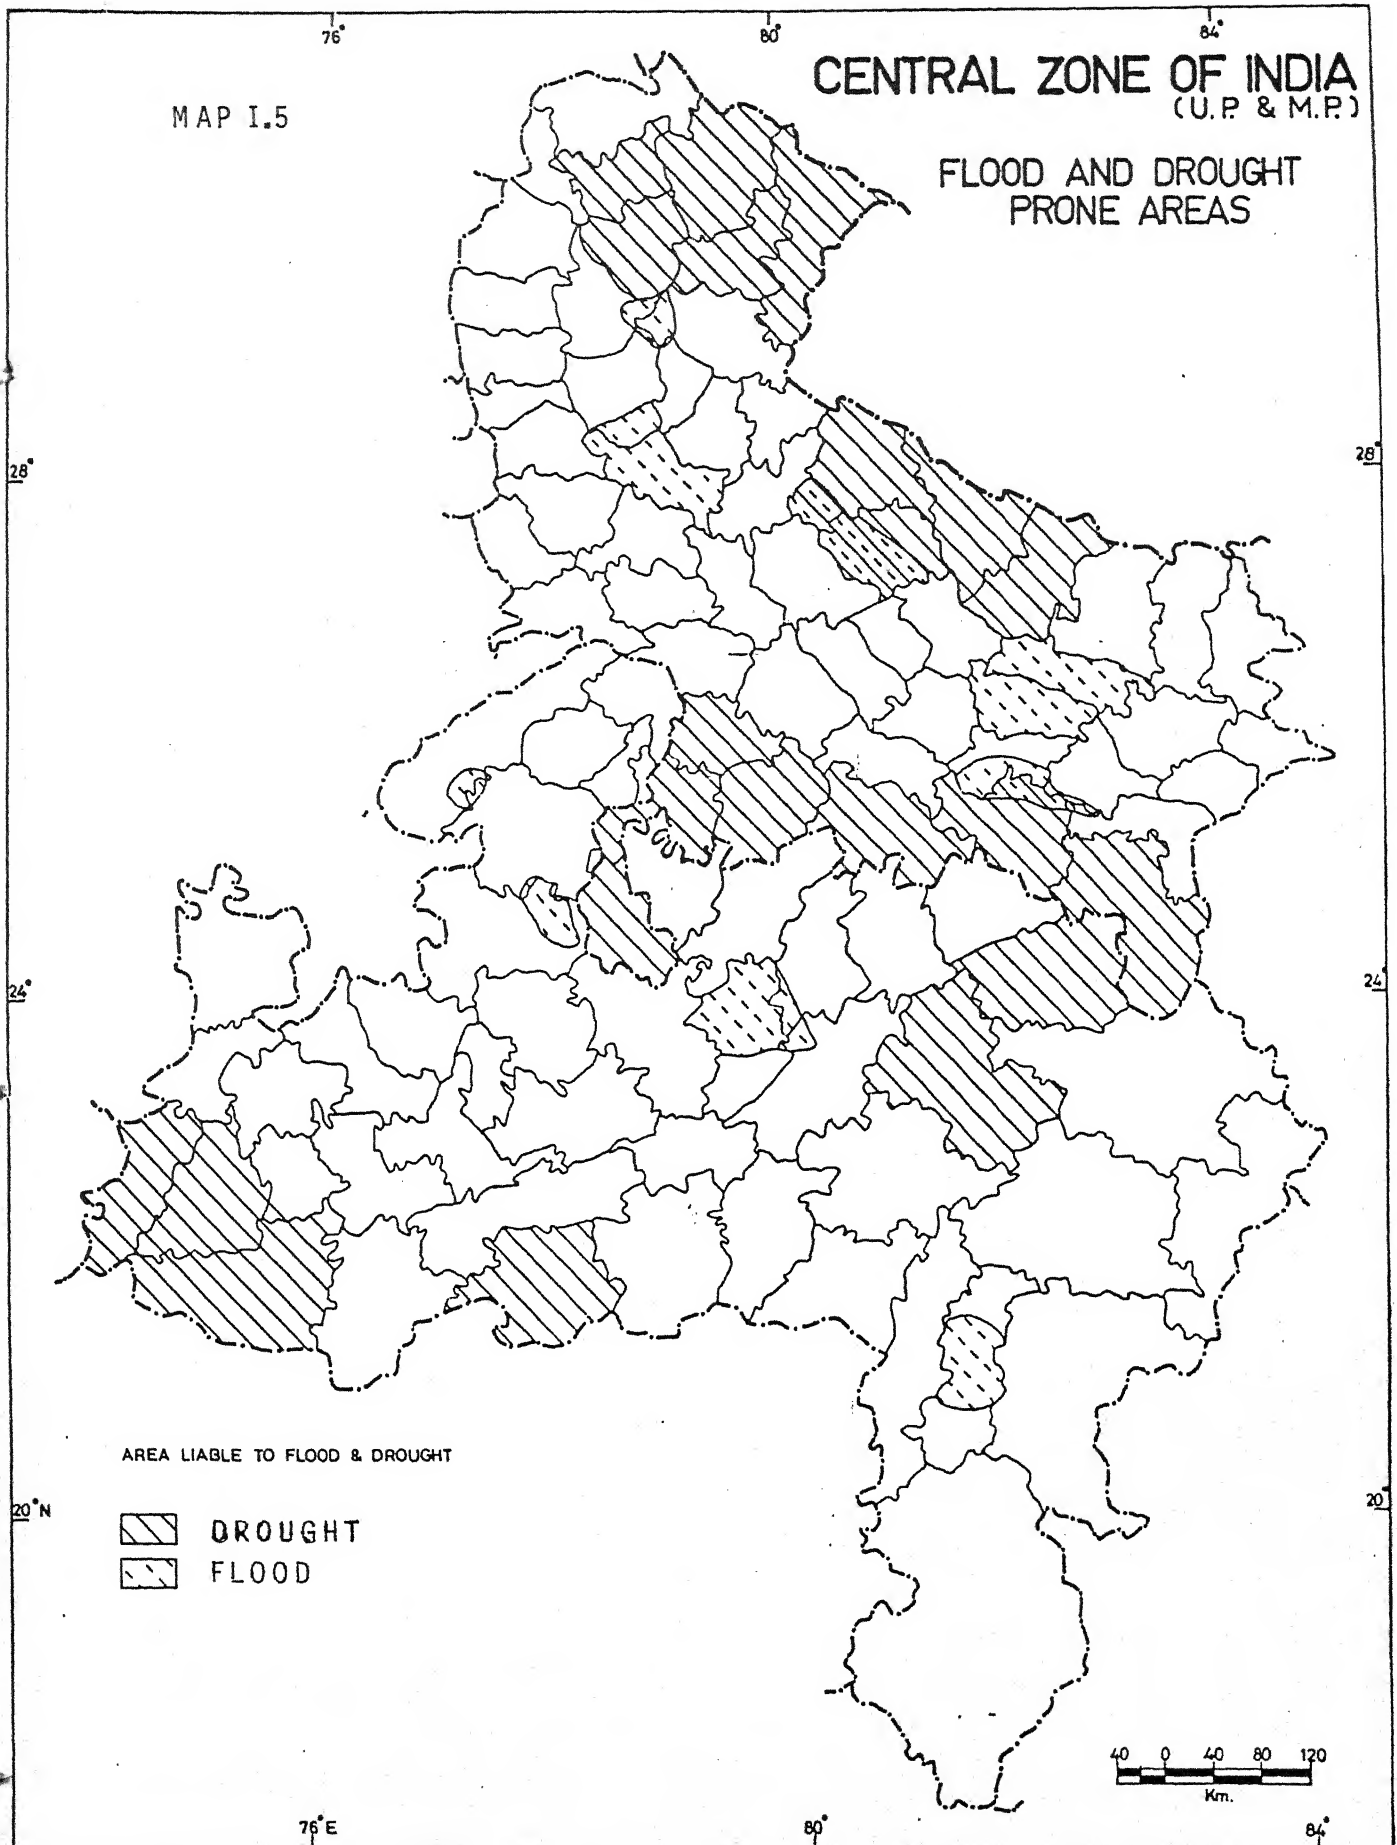 76° 80° 84°
CENTRAL ZONE OF INDIA
(U.P. & M.P.)
MAP I.5
FLOOD AND DROUGHT
PRONE AREAS
28° 28°
24° 24°
AREA LIABLE TO FLOOD & DROUGHT
20°N 20°
DROUGHT
FLOOD
40 0 40 80 120
Km.
76°E 80° 84°